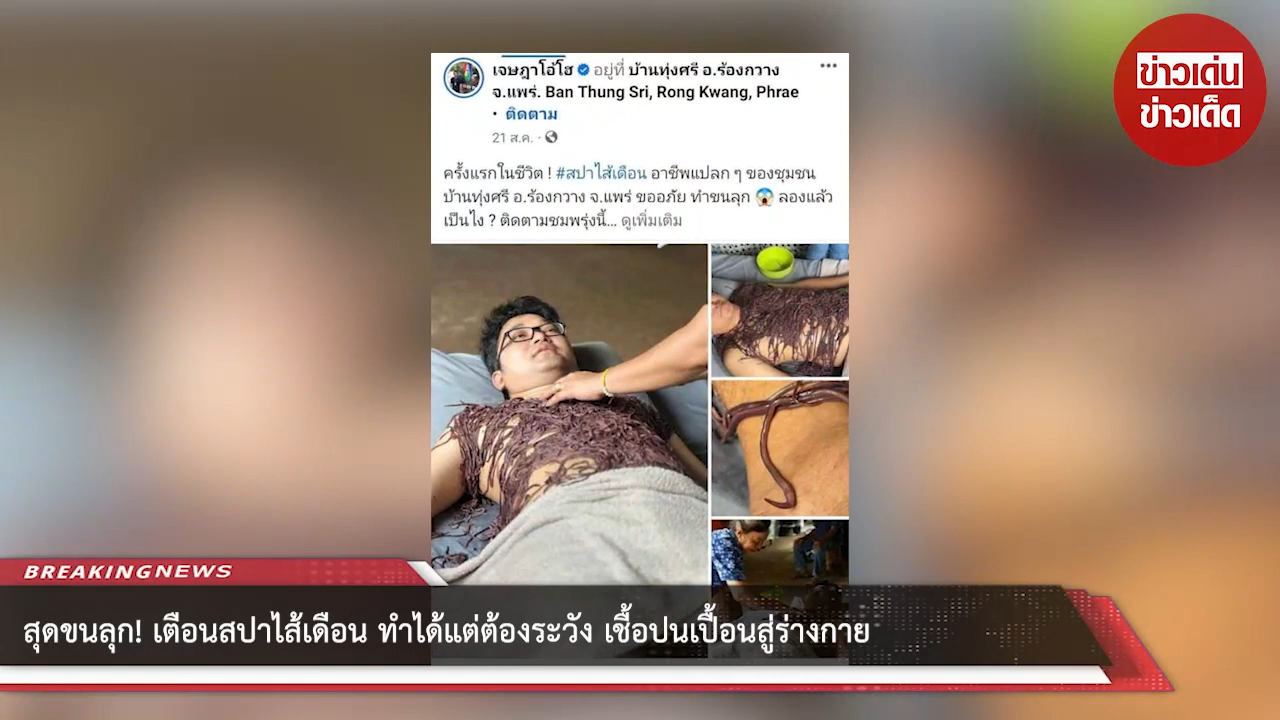 เจษฎาโอ๋โฮ อยู่ที่ บ้านทุ่งศรี อ.ร้องกวาง
จ.แพร่. Ban Thung Sri, Rong Kwang, Phrae
· ติดตาม
21 ส.ค. ·
ครั้งแรกในชีวิต ! #สปาไส้เดือน อาชีพแปลก ๆ ของชุมชน
บ้านทุ่งศรี อ.ร้องกวาง จ.แพร่ ขออภัย ทำขนลุก 😱 ลองแล้ว
เป็นไง ? ติดตามชมพรุ่งนี้... ดูเพิ่มเติม
ข่าวเด่น
ข่าวเด็ด
BREAKINGNEWS
สุดขนลุก! เตือนสปาไส้เดือน ทำได้แต่ต้องระวัง เชื้อปนเปื้อนสู่ร่างกาย